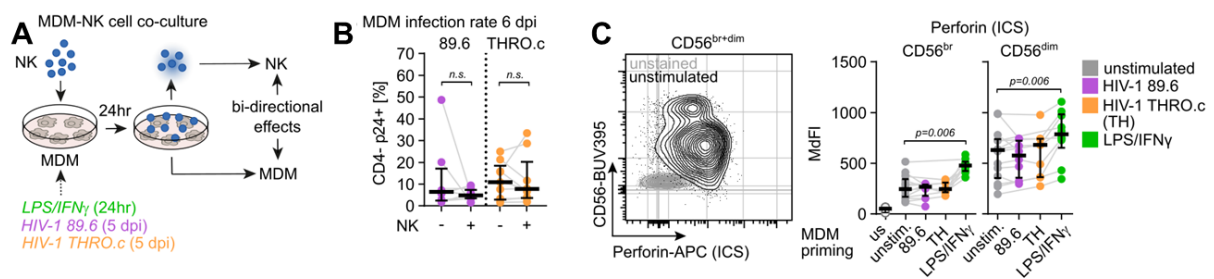 A
MDM-NK cell co-culture
NK
24hr
NK
bi-directional
effects
MDM
MDM
LPS/IFNγ (24hr)
HIV-1 89.6 (5 dpi)
HIV-1 THRO.c (5 dpi)
B
MDM infection rate 6 dpi
89.6 THRO.c
n.s. n.s.
CD4- p24+ [%]
70
60
50
40
30
20
10
0
NK - + - +
C
CD56br+dim
unstained
unstimulated
CD56-BUV395
Perforin-APC (ICS)
Perforin (ICS)
CD56br CD56dim
p=0.006
p=0.006
MdFI
1500
1000
500
0
MDM
priming
us
unstim.
89.6
TH
LPS/IFNγ
unstim.
89.6
TH
LPS/IFNγ
unstimulated
HIV-1 89.6
HIV-1 THRO.c
(TH)
LPS/IFNγ